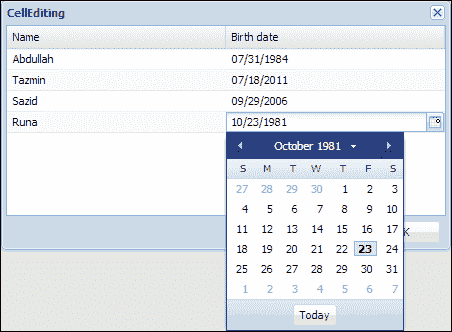 CellEditing
Name Birth date
Abdullah 07/31/1984
Tazmin 07/18/2011
Sazid 09/29/2006
Runa 10/23/1981
October 1981
S M T W T F S
27 28 29 30 1 2 3
4 5 6 7 8 9 10
11 12 13 14 15 16 17
18 19 20 21 22 23 24
25 26 27 28 29 30 31
1 2 3 4 5 6 7
Today